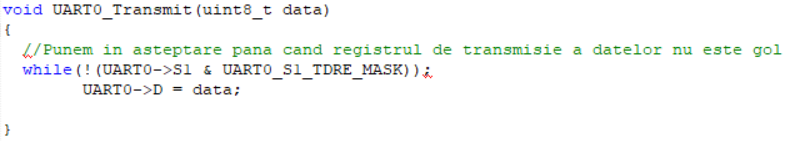 void UART0_Transmit(uint8_t data)
{
//Punem in asteptare pana cand registrul de transmisie a datelor nu este gol
while(!(UART0->S1 & UART0_S1_TDRE_MASK));
UART0->D = data;
}